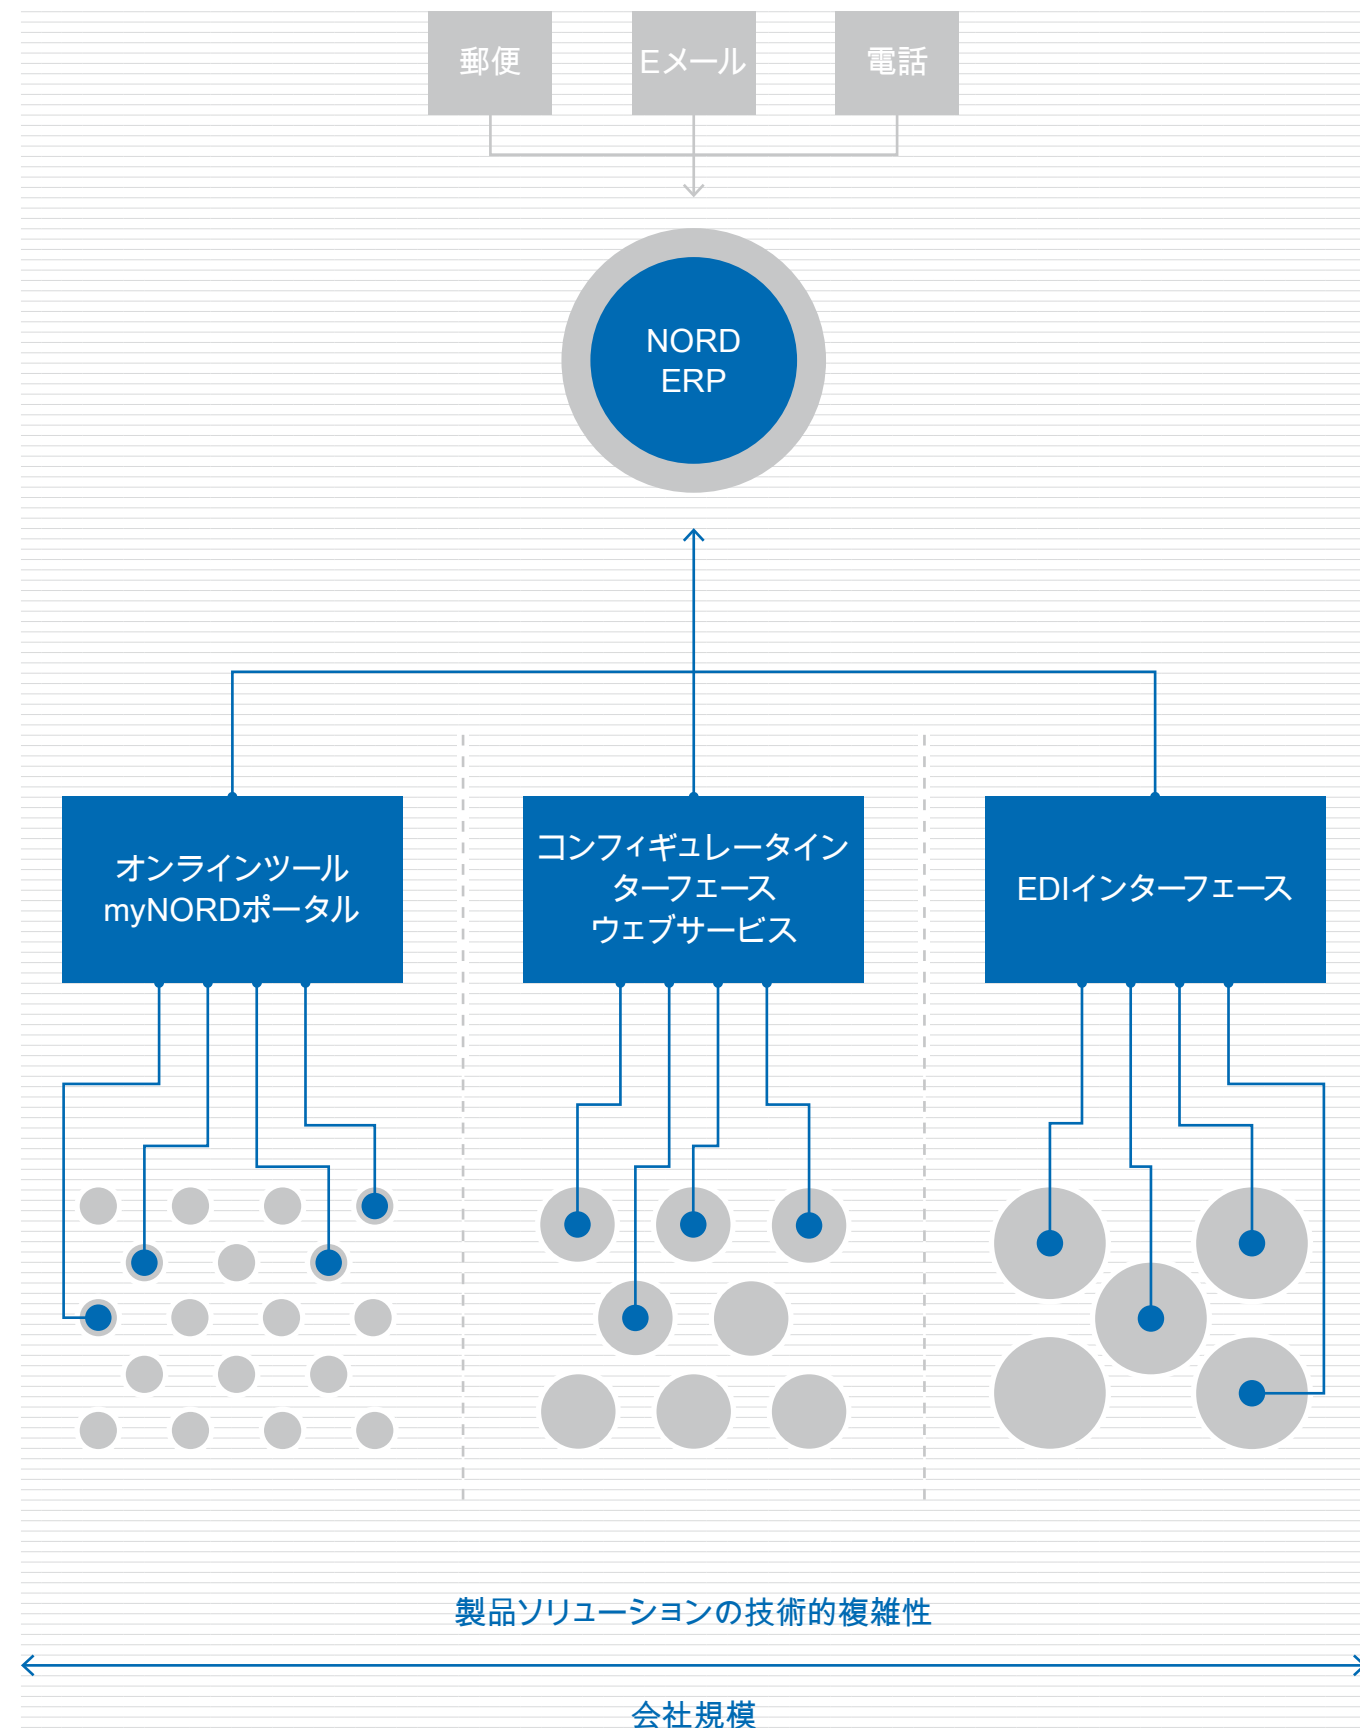 郵便
Eメール
電話
NORD
ERP
オンラインツール
myNORDポータル
コンフィギュレータイン
ターフェース
ウェブサービス
EDIインターフェース
製品ソリューションの技術的複雑性
会社規模